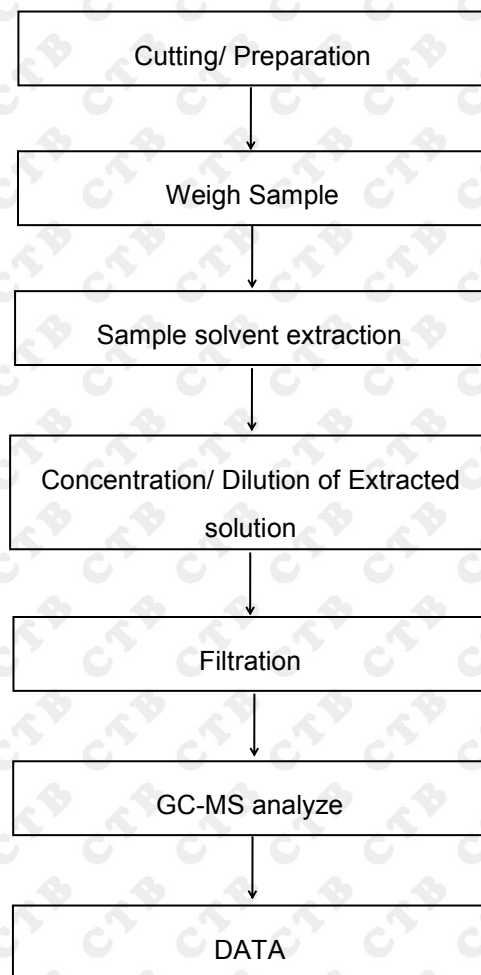 Cutting/ Preparation
Weigh Sample
Sample solvent extraction
Concentration/ Dilution of Extracted
solution
Filtration
GC-MS analyze
DATA